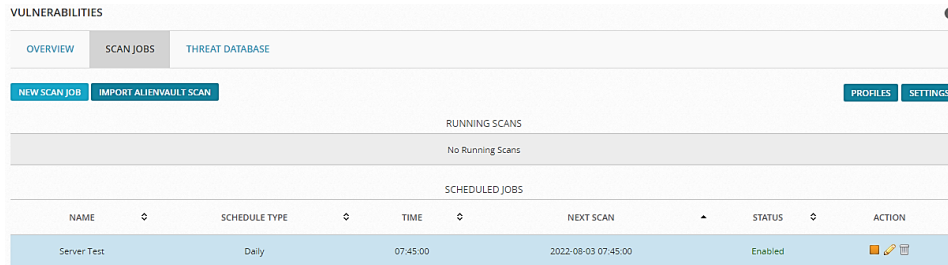 VULNERABILITIES
OVERVIEW SCAN JOBS THREAT DATABASE
NEW SCAN JOB IMPORT ALIENVAULT SCAN PROFILES SETTINGS
RUNNING SCANS
No Running Scans
SCHEDULED JOBS
NAME SCHEDULE TYPE TIME NEXT SCAN STATUS ACTION
Server Test Daily 07:45:00 2022-08-03 07:45:00 Enabled